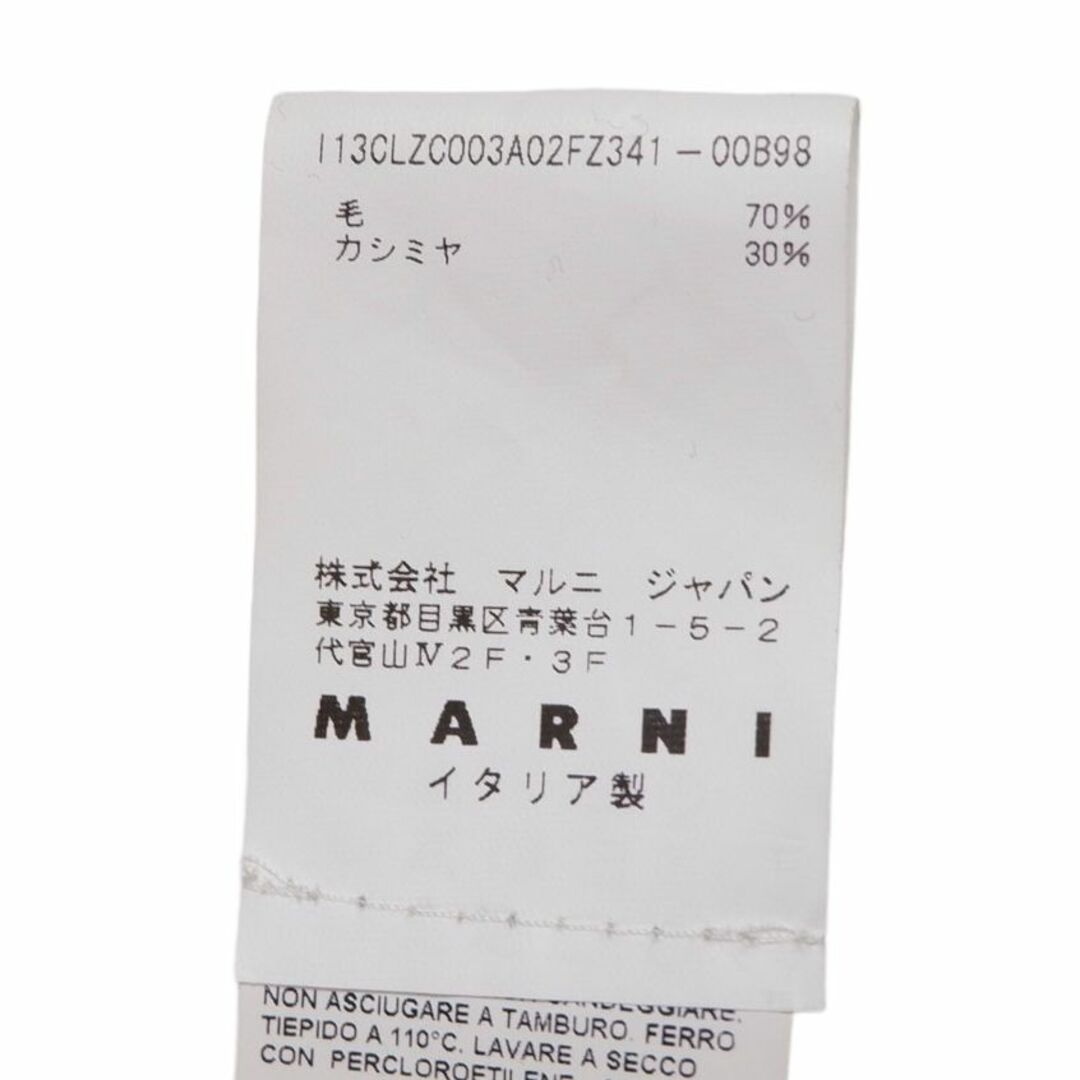 I13CLZC003A02FZ341-00B98
毛 70%
カシミヤ 30%
株式会社 マルニ ジャパン
東京都目黒区青葉台1-5-2
代官山Ⅳ2F・3F
MARNI
イタリア製
CANDEGGIARE.
NON ASCIUGARE A TAMBURO. FERRO
TIEPIDO A 110°C. LAVARE A SECCO
CON PERCLOROETILENE